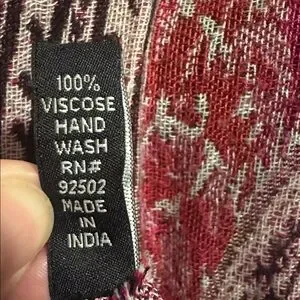 100%
VISCOSE
HAND
WASH
RN#
92502
MADE
IN
INDIA